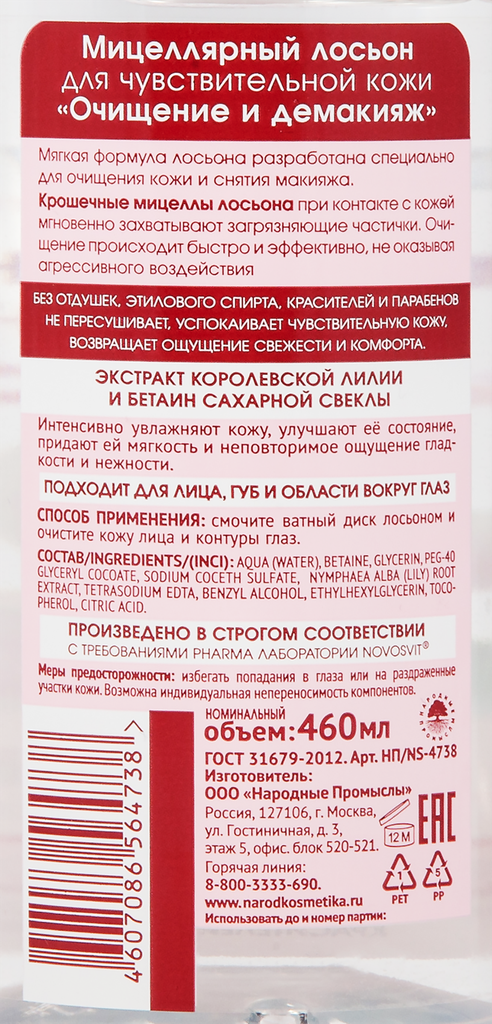 Мицеллярный лосьон
для чувствительной кожи
«Очищение и демакияж»
Мягкая формула лосьона разработана специально
для очищения кожи и снятия макияжа.
Крошечные мицеллы лосьона при контакте с кожей
мгновенно захватывают загрязняющие частички. Очи-
щение происходит быстро и эффективно, не оказывая
агрессивного воздействия
БЕЗ ОТДУШЕК, ЭТИЛОВОГО СПИРТА, КРАСИТЕЛЕЙ И ПАРАБЕНОВ
НЕ ПЕРЕСУШИВАЕТ, УСПОКАИВАЕТ ЧУВСТВИТЕЛЬНУЮ КОЖУ,
ВОЗВРАЩАЕТ ОЩУЩЕНИЕ СВЕЖЕСТИ И КОМФОРТА.
ЭКСТРАКТ КОРОЛЕВСКОЙ ЛИЛИИ
И БЕТАИН САХАРНОЙ СВЕКЛЫ
Интенсивно увлажняют кожу, улучшают её состояние,
придают ей мягкость и неповторимое ощущение глад-
кости и нежности.
ПОДХОДИТ ДЛЯ ЛИЦА, ГУБ И ОБЛАСТИ ВОКРУГ ГЛАЗ
СПОСОБ ПРИМЕНЕНИЯ: смочите ватный диск лосьоном и
очистите кожу лица и контуры глаз.
СОСТАВ/INGREDIENTS/(INCI): AQUA (WATER), BETAINE, GLYCERIN, PEG-40
GLYCERYL COCOATE, SODIUM COCETH SULFATE, NYMPHAEA ALBA (LILY) ROOT
EXTRACT, TETRASODIUM EDTA, BENZYL ALCOHOL, ETHYLHEXYLGLYCERIN, TOCO-
PHEROL, CITRIC ACID.
ПРОИЗВЕДЕНО В СТРОГОМ СООТВЕТСТВИИ
С ТРЕБОВАНИЯМИ PHARMA ЛАБОРАТОРИИ NOVOSVIT®
Меры предосторожности: избегать попадания в глаза или на раздраженные
участки кожи. Возможна индивидуальная непереносимость компонентов.
НОМИНАЛЬНЫЙ
объем: 460мл
ГОСТ 31679-2012. Арт. НП/NS-4738
Изготовитель:
ООО «Народные Промыслы»
Россия, 127106, г. Москва,
ул. Гостиничная, д. 3,
этаж 5, офис. блок 520-521.
Горячая линия:
8-800-3333-690.
www.narodkosmetika.ru
Использовать до и номер партии:
12 М
EAC
1
PET
5
PP
4 607086 564738 >